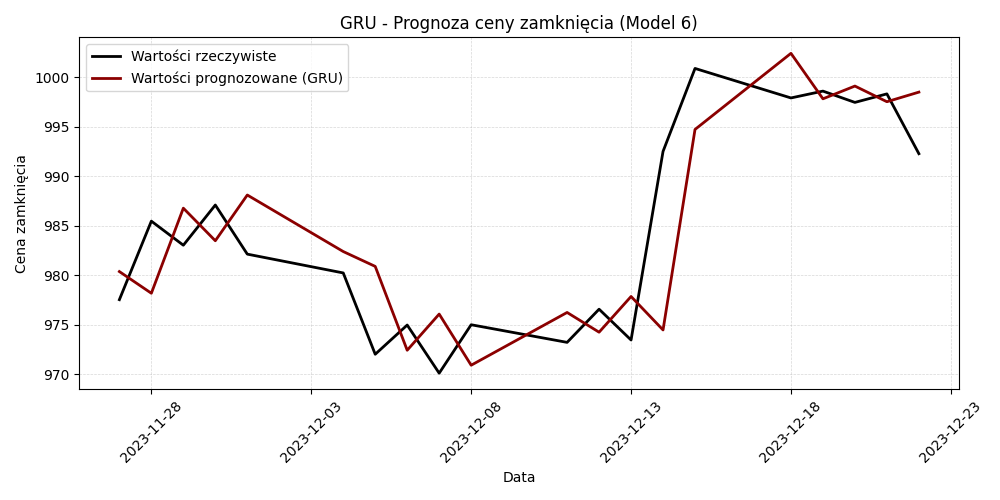 GRU - Prognoza ceny zamknięcia (Model 6)
Wartości rzeczywiste
Wartości prognozowane (GRU)
Cena zamknięcia
1000
995
990
985
980
975
970
2023-11-28
2023-12-03
2023-12-08
2023-12-13
2023-12-18
2023-12-23
Data